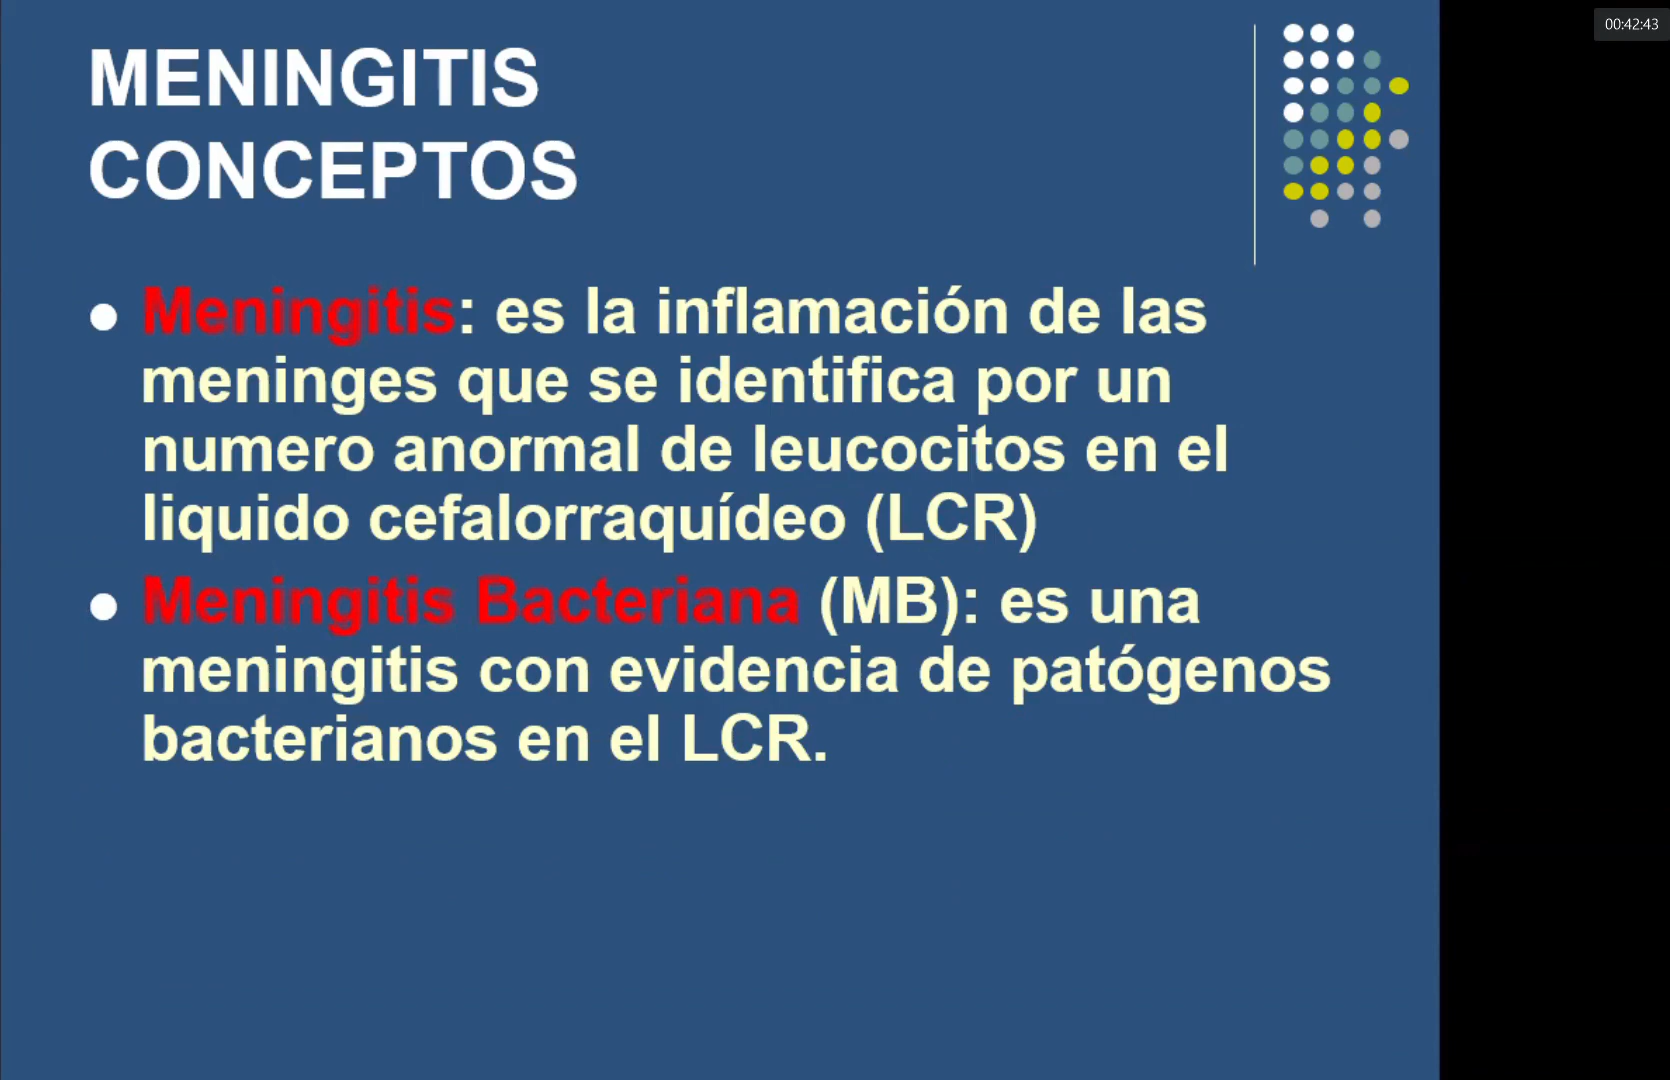 00:42:43
MENINGITIS
CONCEPTOS
Meningitis: es la inflamación de las
meninges que se identifica por un
numero anormal de leucocitos en el
liquido cefalorraquídeo (LCR)
Meningitis Bacteriana (MB): es una
meningitis con evidencia de patógenos
bacterianos en el LCR.